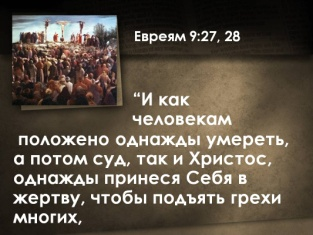 Евреям 9:27, 28
“И как
человекам
положено однажды умереть,
а потом суд, так и Христос,
однажды принеся Себя в
жертву, чтобы подъять грехи
многих,